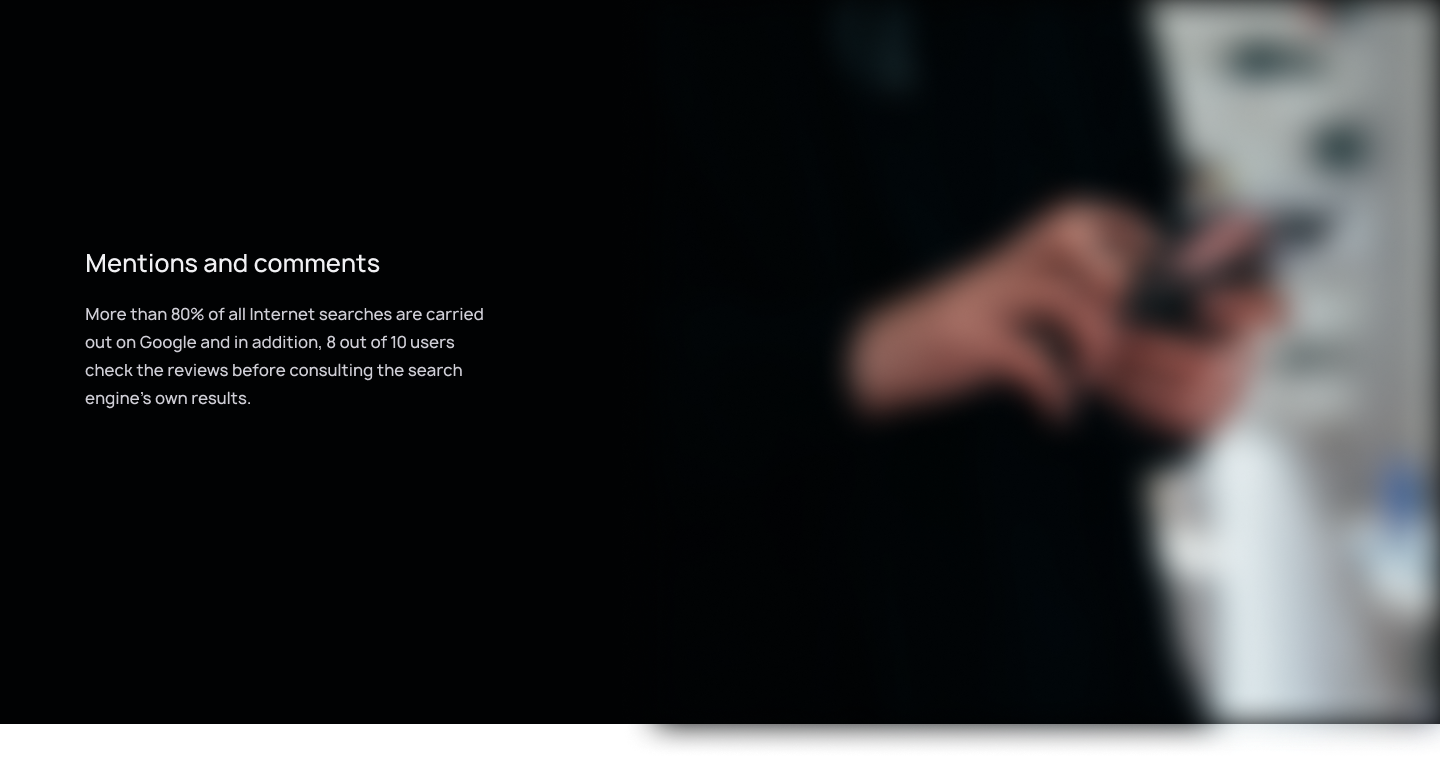 Mentions and comments
More than 80% of all Internet searches are carried
out on Google and in addition, 8 out of 10 users
check the reviews before consulting the search
engine’s own results.